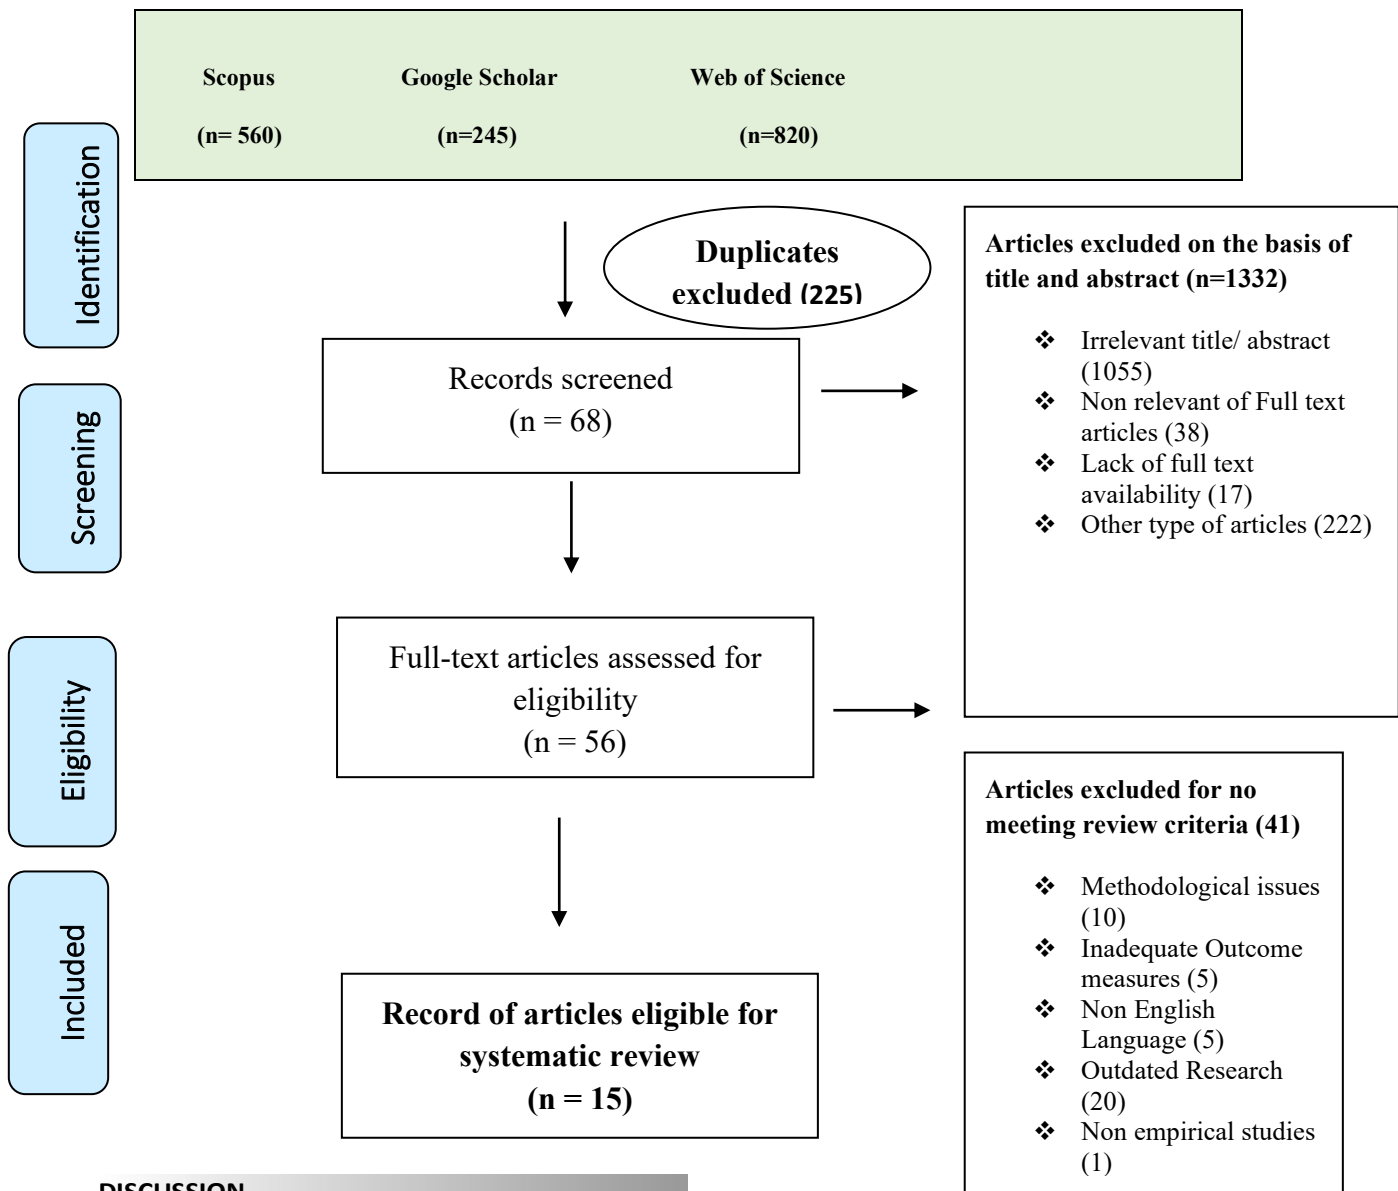 Scopus Google Scholar Web of Science
(n= 560) (n=245) (n=820)
Identification
Duplicates
excluded (225)
Articles excluded on the basis of
title and abstract (n=1332)
❖ Irrelevant title/ abstract
(1055)
❖ Non relevant of Full text
articles (38)
❖ Lack of full text
availability (17)
❖ Other type of articles (222)
Screening
Records screened
(n = 68)
Eligibility
Full-text articles assessed for
eligibility
(n = 56)
Articles excluded for no
meeting review criteria (41)
❖ Methodological issues
(10)
❖ Inadequate Outcome
measures (5)
❖ Non English
Language (5)
❖ Outdated Research
(20)
❖ Non empirical studies
(1)
Included
Record of articles eligible for
systematic review
(n = 15)
DISCUSSION